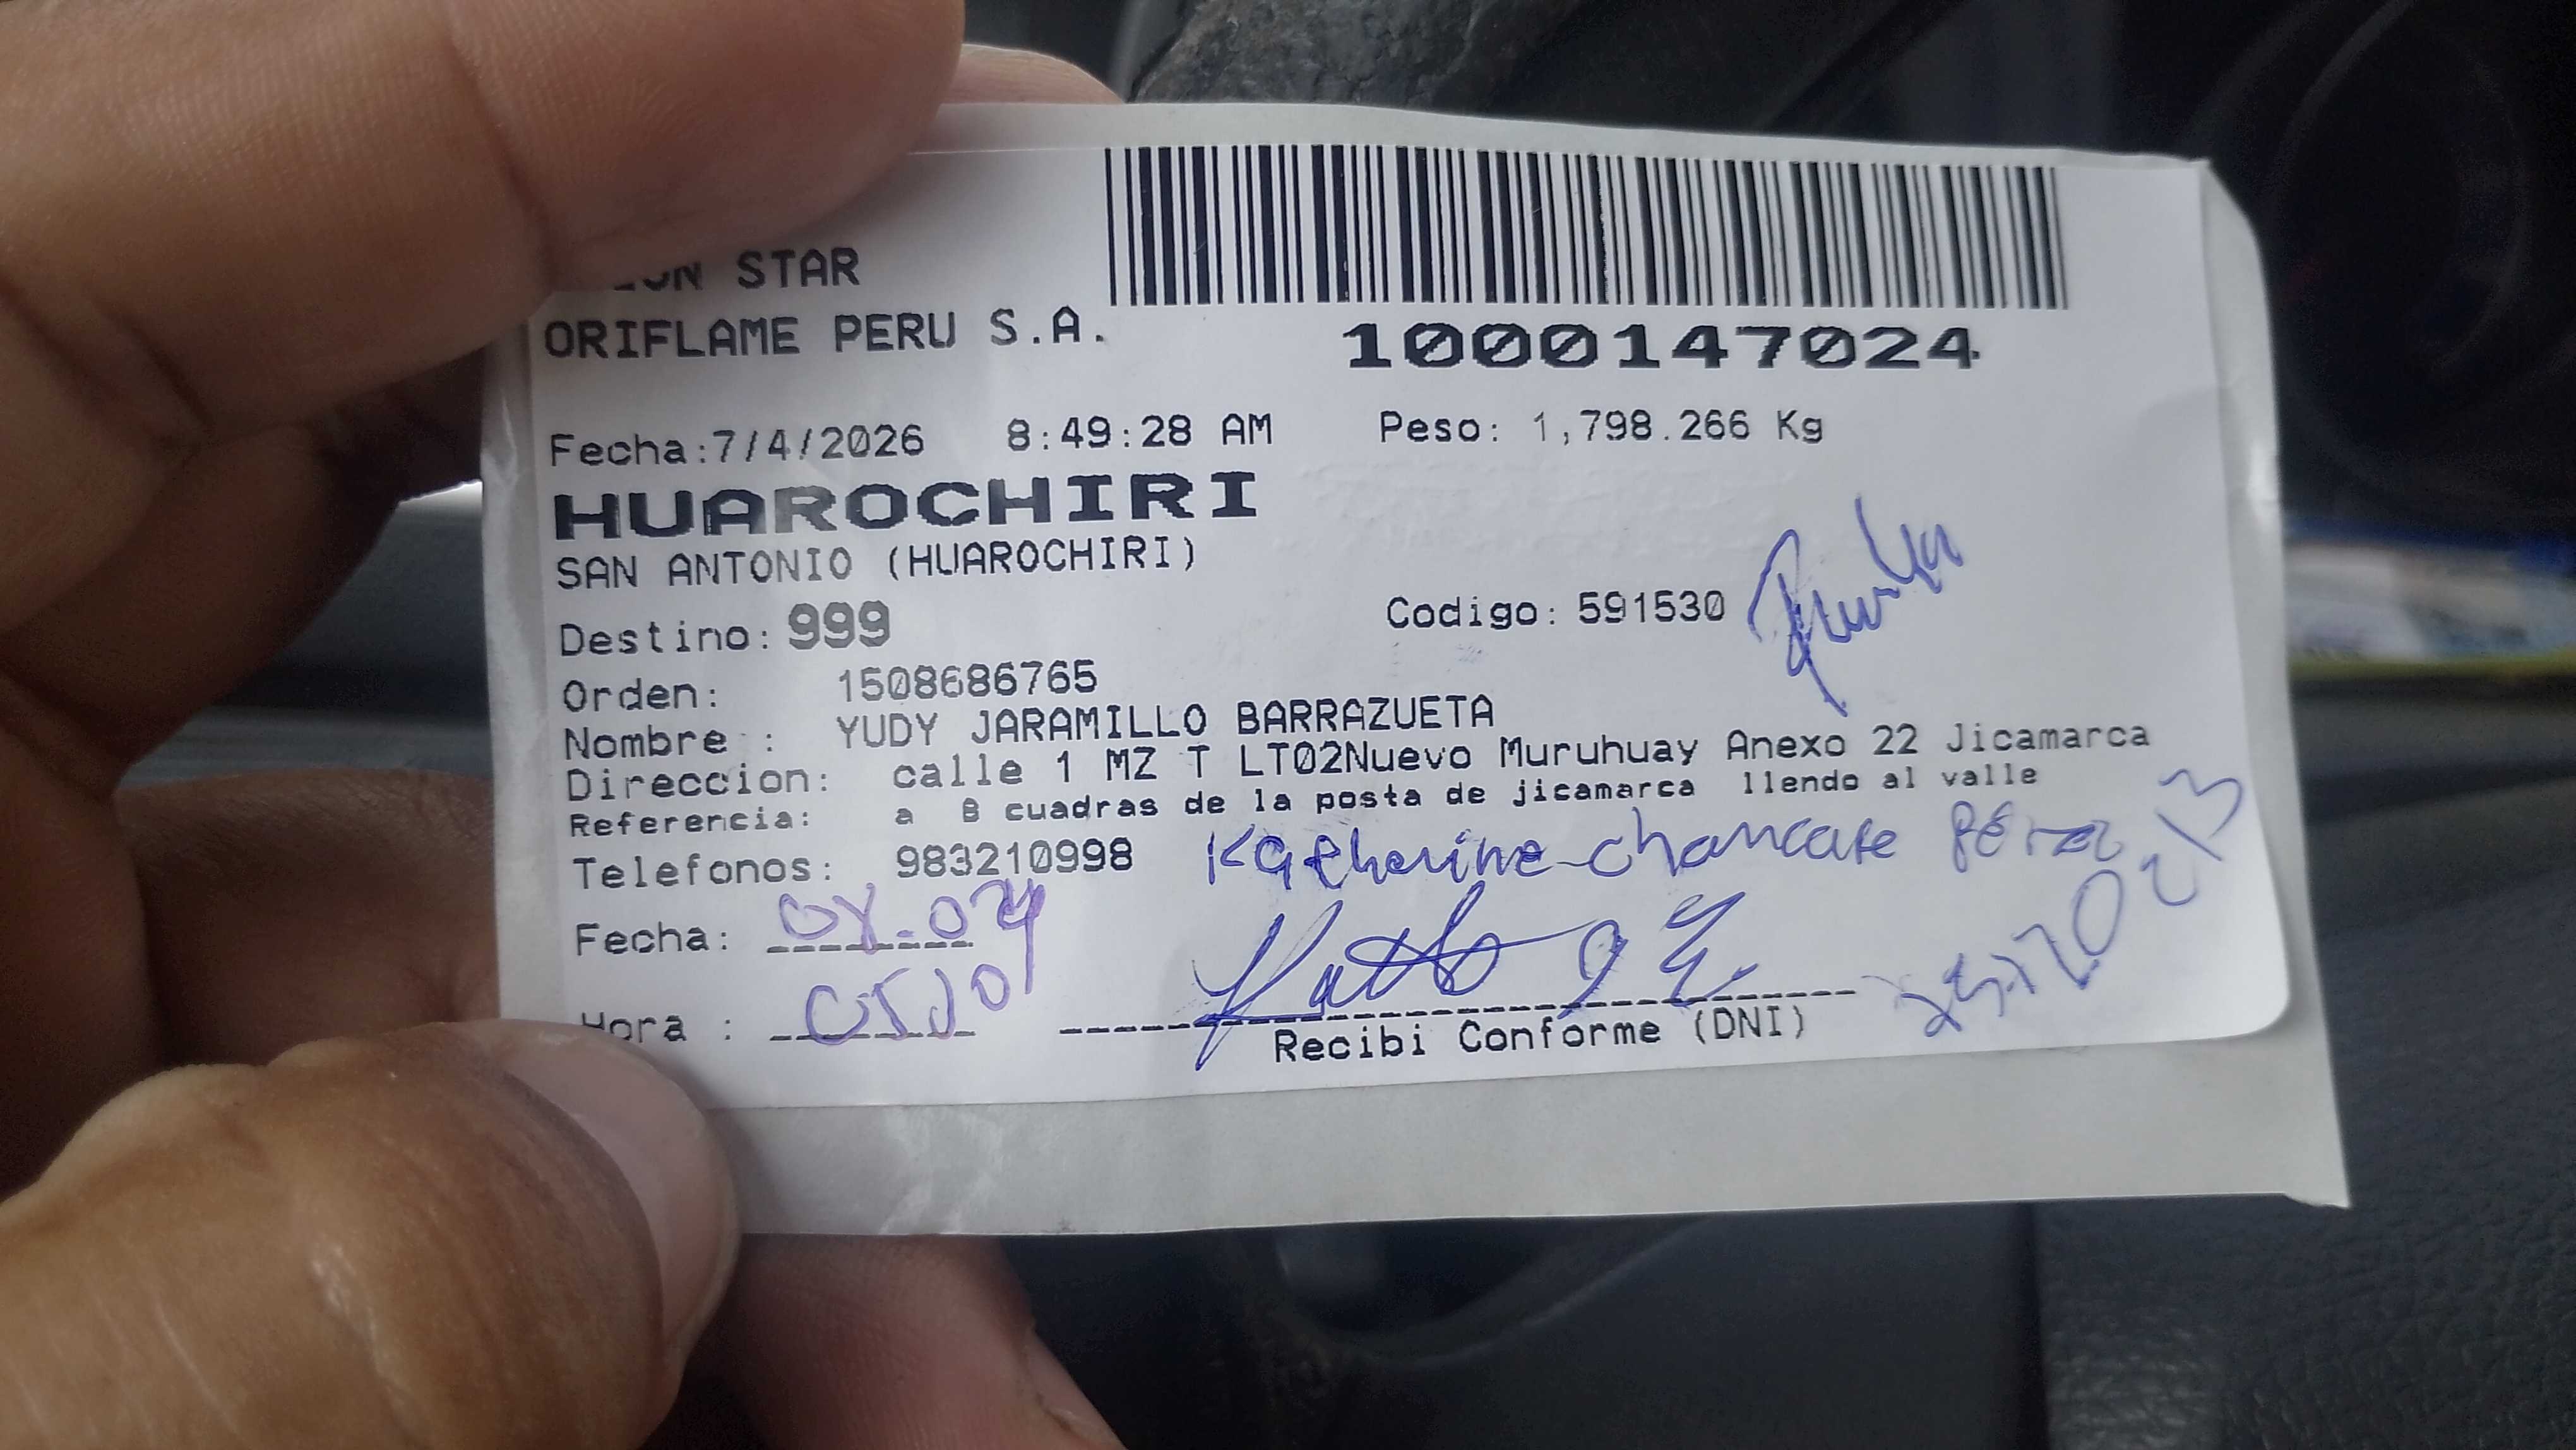 STAR
ORIFLAME PERU S.A.
1000147024
Fecha:7/4/2026 8:49:28 AM Peso: 1,798.266 Kg
HUAROCHIRI
SAN ANTONIO (HUAROCHIRI)
Destino: 999 Codigo: 591530
Orden: 1508686765
Nombre : YUDY JARAMILLO BARRAZUETA
Direccion: calle 1 MZ T LT02Nuevo Muruhuay Anexo 22 Jicamarca
Referencia: a 8 cuadras de la posta de jicamarca llendo al valle
Telefonos: 983210998 Katherine chancafe Pérez
Fecha:
Hora :
Recibi Conforme (DNI)